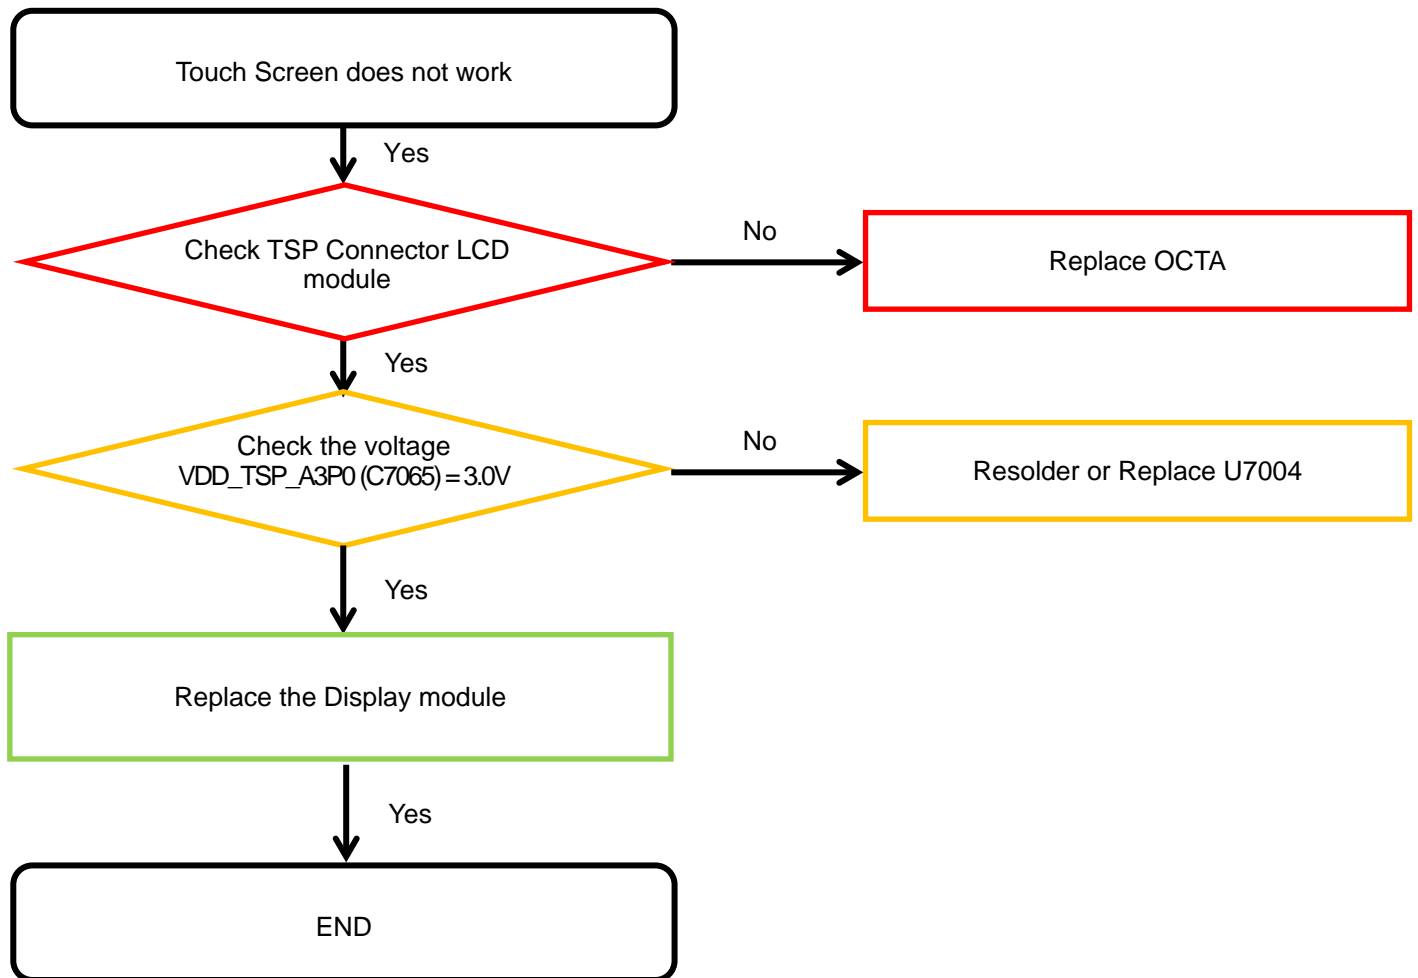 Touch Screen does not work
Yes
Check TSP Connector LCD
module
No
Replace OCTA
Yes
Check the voltage
VDD_TSP_A3P0 (C7065) = 3.0V
No
Resolder or Replace U7004
Yes
Replace the Display module
Yes
END